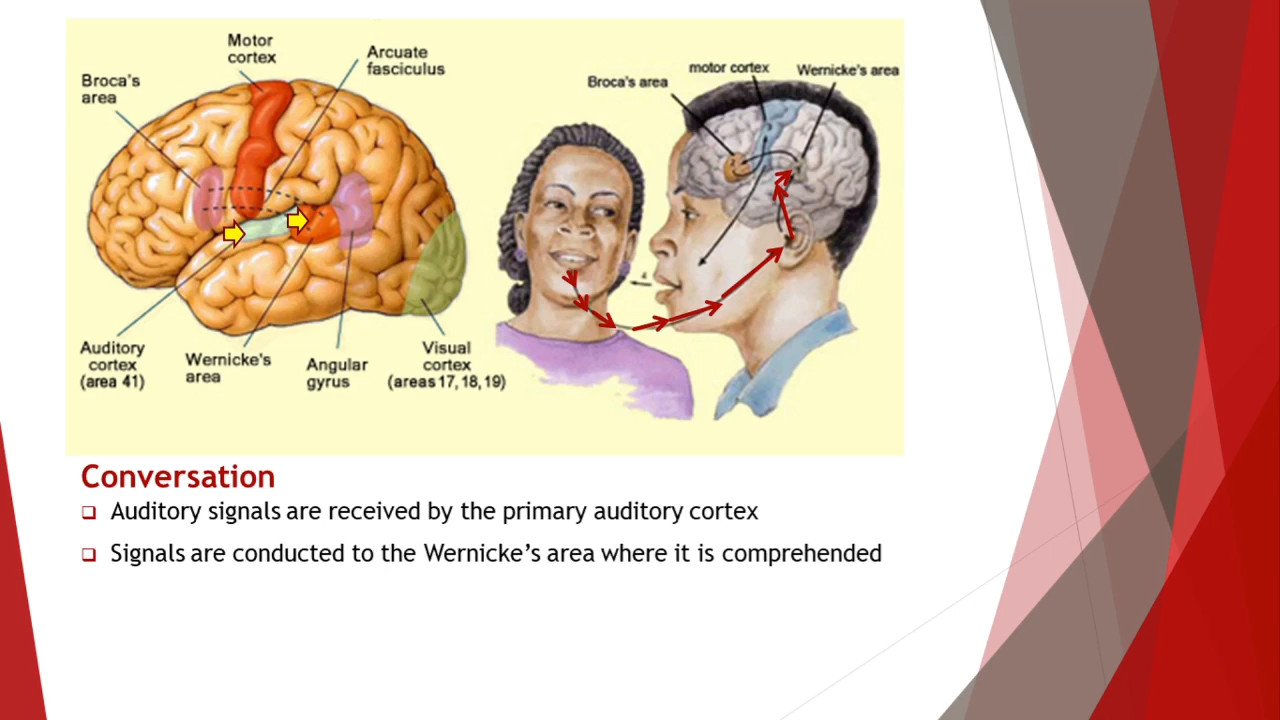 Motor
cortex
Arcuate
fasciculus
Broca's
area
Auditory
cortex
(area 41)
Wernicke's
area
Angular
gyrus
Visual
cortex
(areas 17, 18, 19)
Broca's area
motor cortex
Wernicke's area
Conversation
Auditory signals are received by the primary auditory cortex
Signals are conducted to the Wernicke's area where it is comprehended